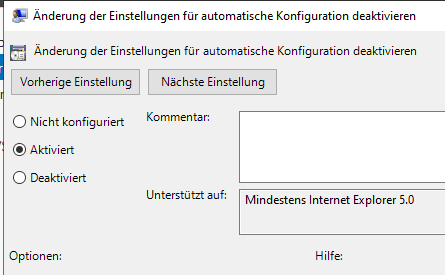 Änderung der Einstellungen für automatische Konfiguration deaktivieren
Änderung der Einstellungen für automatische Konfiguration deaktivieren
Vorherige Einstellung Nächste Einstellung
Nicht konfiguriert Kommentar:
Aktiviert
Deaktiviert
Unterstützt auf: Mindestens Internet Explorer 5.0
Optionen: Hilfe: